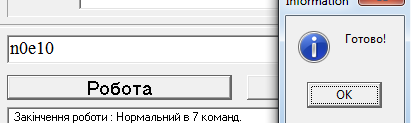 Information
Готово!
n0e10
OK
Робота
Закінчення роботи : Нормальний в 7 команд.